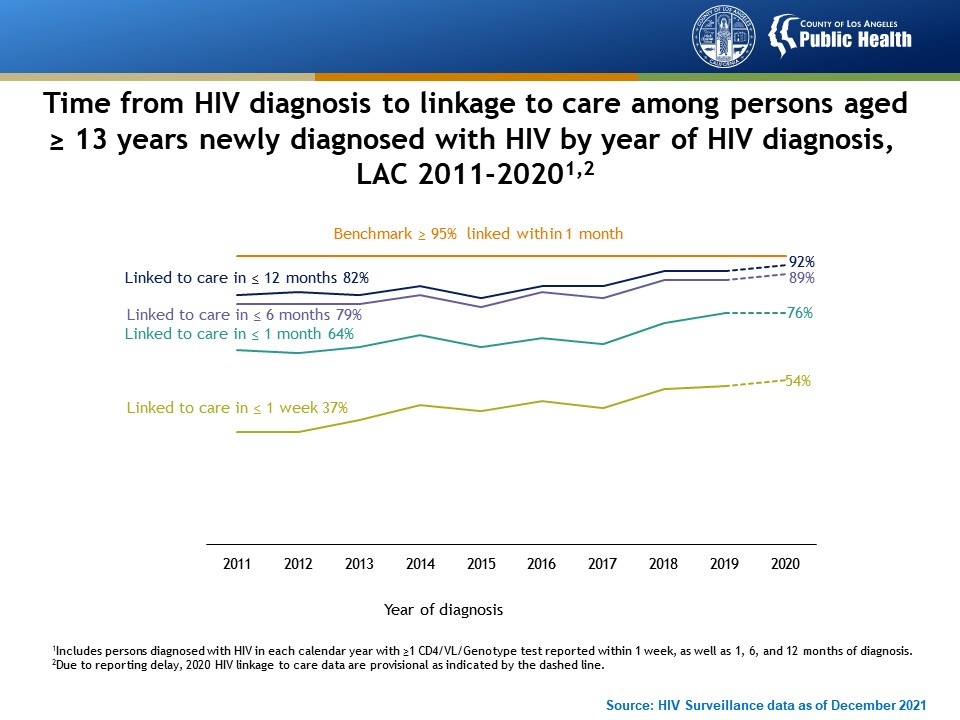 COUNTY OF LOS ANGELES
Public Health
Time from HIV diagnosis to linkage to care among persons aged
≥ 13 years newly diagnosed with HIV by year of HIV diagnosis,
LAC 2011-2020¹,²
Benchmark ≥ 95% linked within 1 month
92%
Linked to care in ≤ 12 months 82%
89%
Linked to care in ≤ 6 months 79%
76%
Linked to care in ≤ 1 month 64%
54%
Linked to care in ≤ 1 week 37%
2011 2012 2013 2014 2015 2016 2017 2018 2019 2020
Year of diagnosis
¹Includes persons diagnosed with HIV in each calendar year with ≥1 CD4/VL/Genotype test reported within 1 week, as well as 1, 6, and 12 months of diagnosis.
²Due to reporting delay, 2020 HIV linkage to care data are provisional as indicated by the dashed line.
Source: HIV Surveillance data as of December 2021